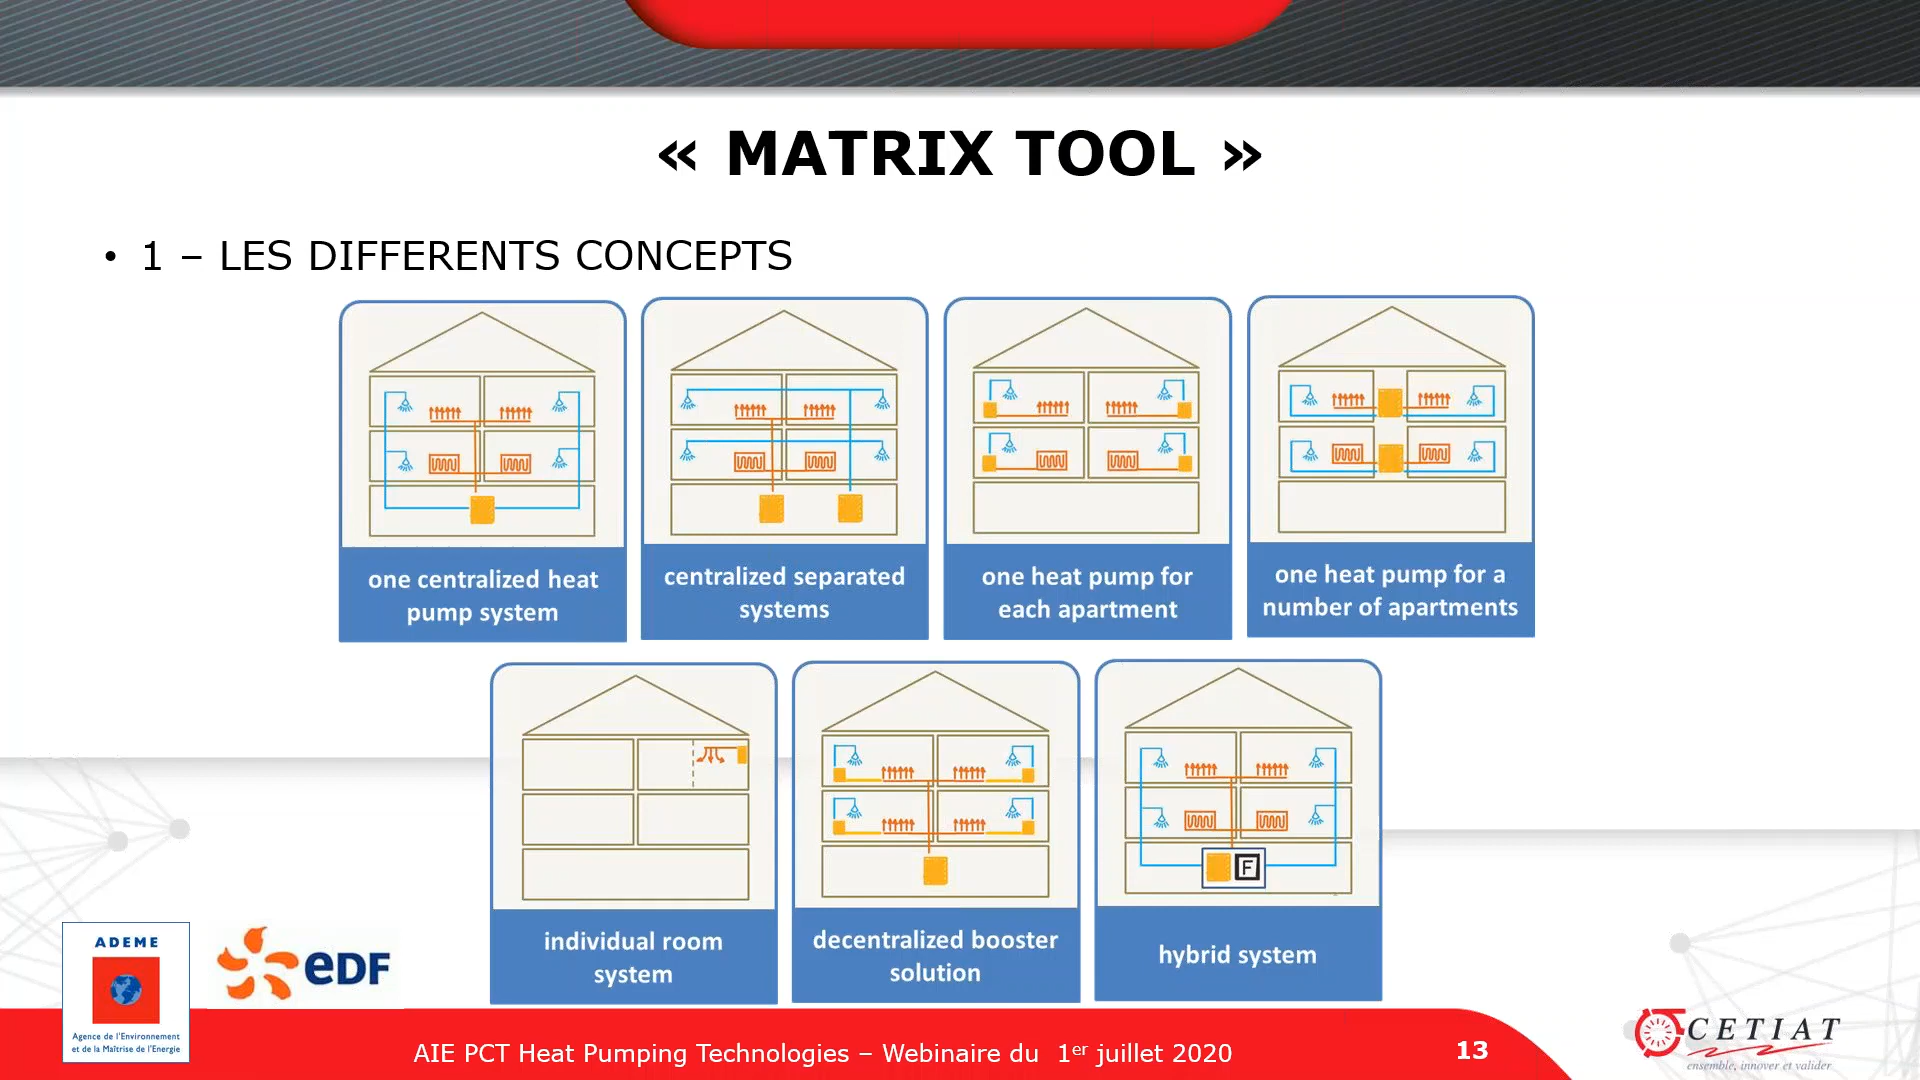 « MATRIX TOOL »
• 1 – LES DIFFERENTS CONCEPTS
one centralized heat
pump system
centralized separated
systems
one heat pump for
each apartment
one heat pump for a
number of apartments
individual room
system
decentralized booster
solution
F
hybrid system
ADEME
Agence de l'Environnement
et de la Maîtrise de l'Energie
eDF
AIE PCT Heat Pumping Technologies – Webinaire du 1er juillet 2020
13
CETIAT
ensemble, innover et valider